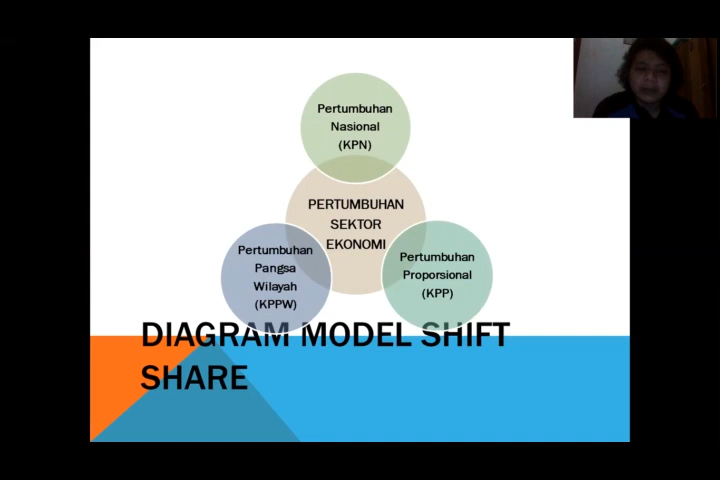 Pertumbuhan
Nasional
(KPN)
PERTUMBUHAN
SEKTOR
EKONOMI
Pertumbuhan
Pangsa
Wilayah
(KPPW)
Pertumbuhan
Proporsional
(KPP)
DIAGRAM MODEL SHIFT
SHARE